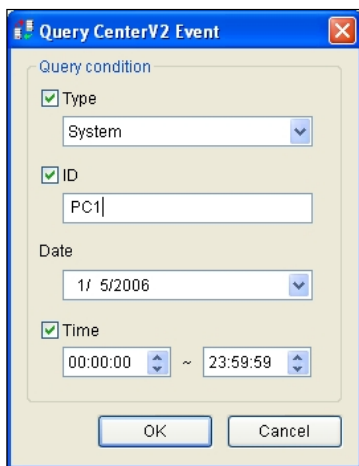 Query CenterV2 Event
Query condition
Type
System
ID
PC1
Date
1/ 5/2006
Time
00:00:00 ~ 23:59:59
OK Cancel